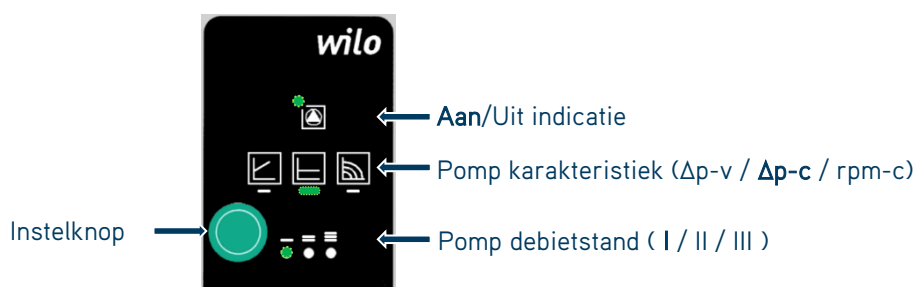 wilo
Aan/Uit indicatie
Pomp karakteristiek (Δp-v / Δp-c / rpm-c)
Instelknop
Pomp debietstand ( I / II / III )